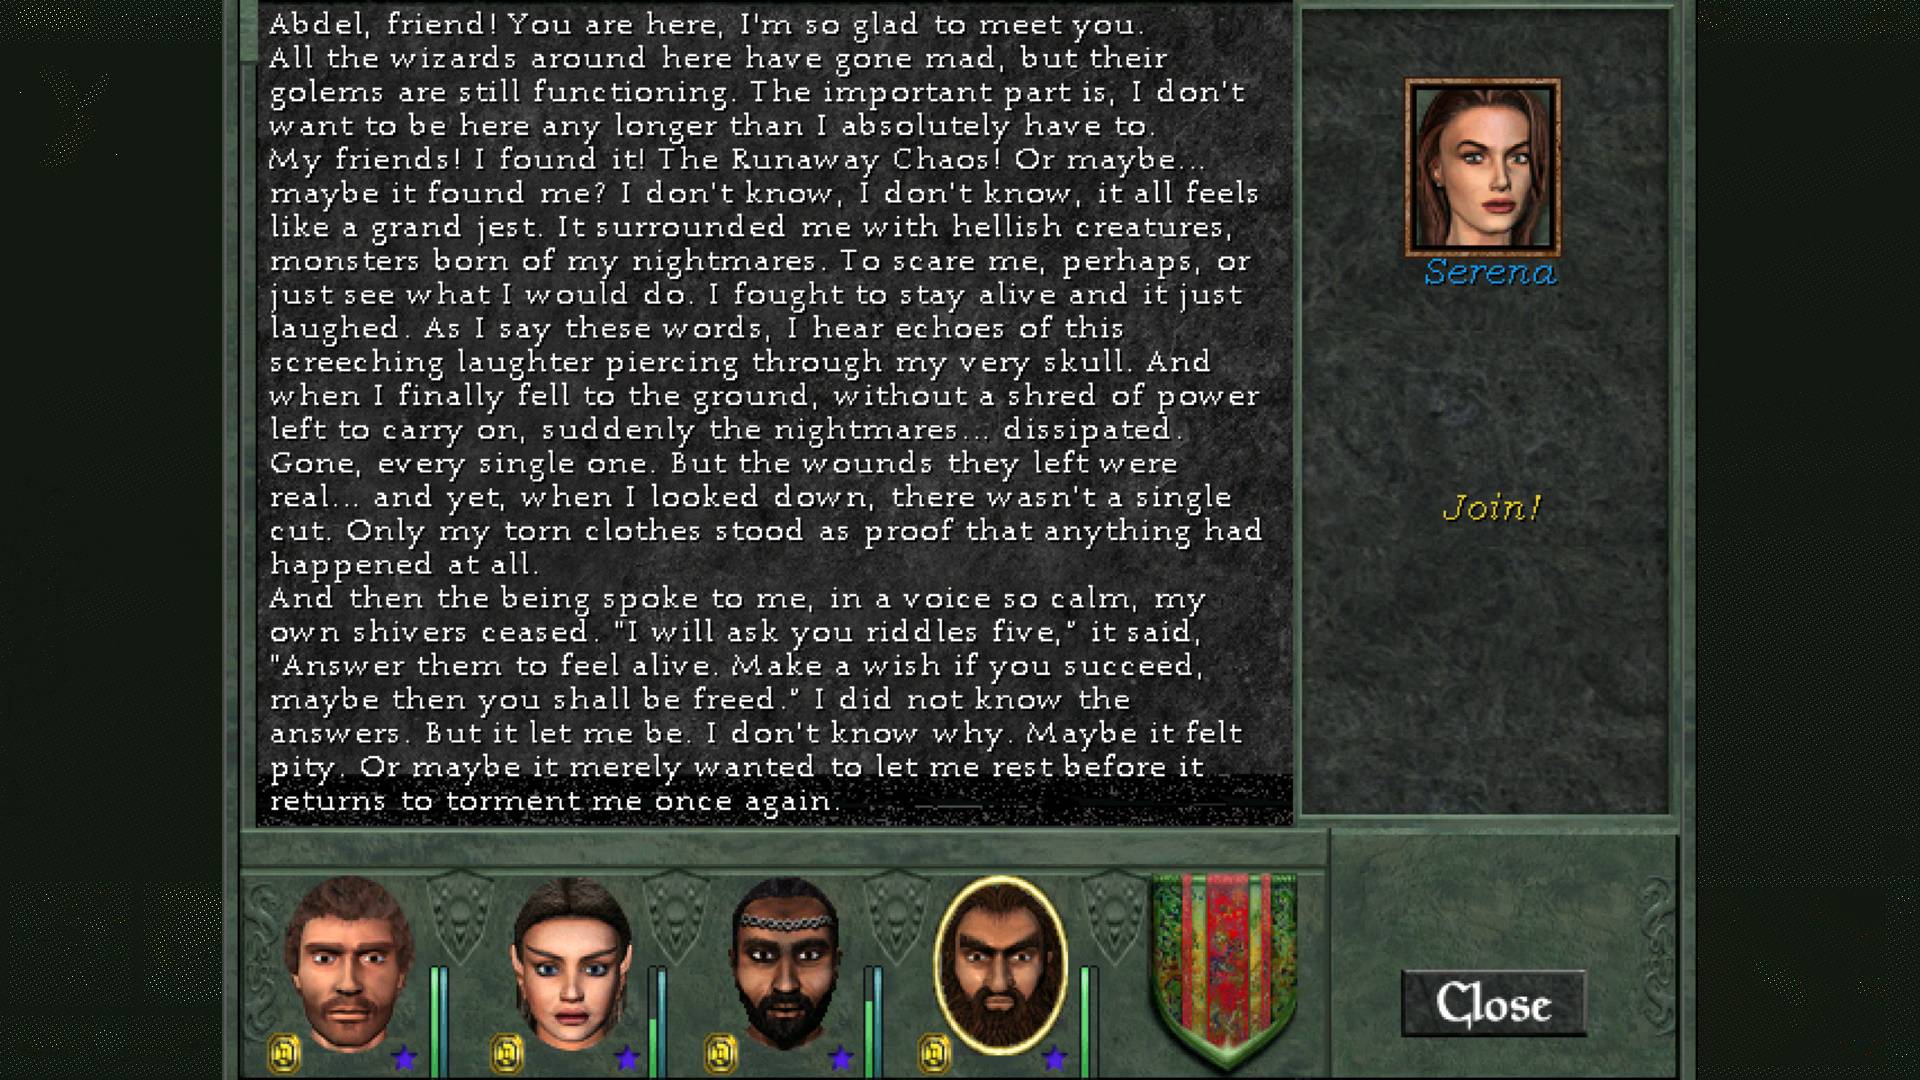 Abdel, friend! You are here, I'm so glad to meet you.
All the wizards around here have gone mad, but their
golems are still functioning. The important part is, I don't
want to be here any longer than I absolutely have to.
My friends! I found it! The Runaway Chaos! Or maybe...
maybe it found me? I don't know, I don't know, it all feels
like a grand jest. It surrounded me with hellish creatures,
monsters born of my nightmares. To scare me, perhaps, or
just see what I would do. I fought to stay alive and it just
laughed. As I say these words, I hear echoes of this
screeching laughter piercing through my very skull. And
when I finally fell to the ground, without a shred of power
left to carry on, suddenly the nightmares... dissipated.
Gone, every single one. But the wounds they left were
real... and yet, when I looked down, there wasn't a single
cut. Only my torn clothes stood as proof that anything had
happened at all.
And then the being spoke to me, in a voice so calm, my
own shivers ceased. "I will ask you riddles five," it said,
"Answer them to feel alive. Make a wish if you succeed,
maybe then you shall be freed." I did not know the
answers. But it let me be. I don't know why. Maybe it felt
pity. Or maybe it merely wanted to let me rest before it
returns to torment me once again.
Serena
Join!
Close